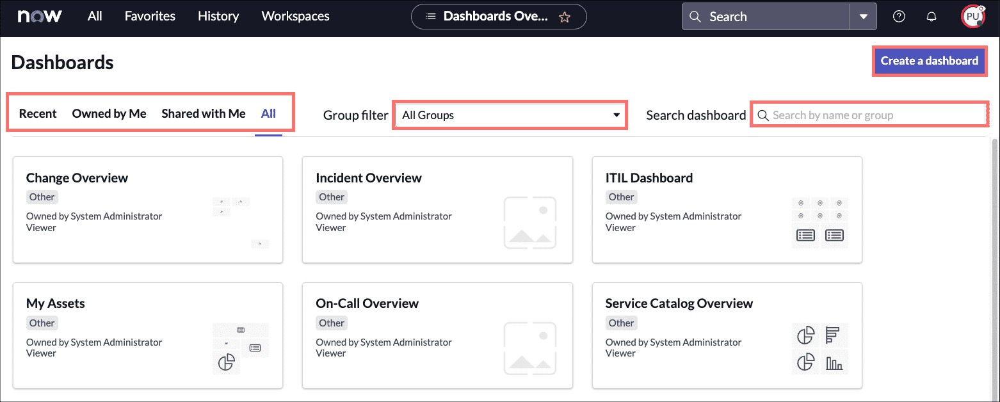 now All Favorites History Workspaces Dashboards Ove... Search PU
Dashboards Create a dashboard
Recent Owned by Me Shared with Me All Group filter All Groups Search dashboard Search by name or group
Change Overview
Other
Owned by System Administrator
Viewer
Incident Overview
Other
Owned by System Administrator
Viewer
ITIL Dashboard
Other
Owned by System Administrator
Viewer
My Assets
Other
Owned by System Administrator
Viewer
On-Call Overview
Other
Owned by System Administrator
Viewer
Service Catalog Overview
Other
Owned by System Administrator
Viewer